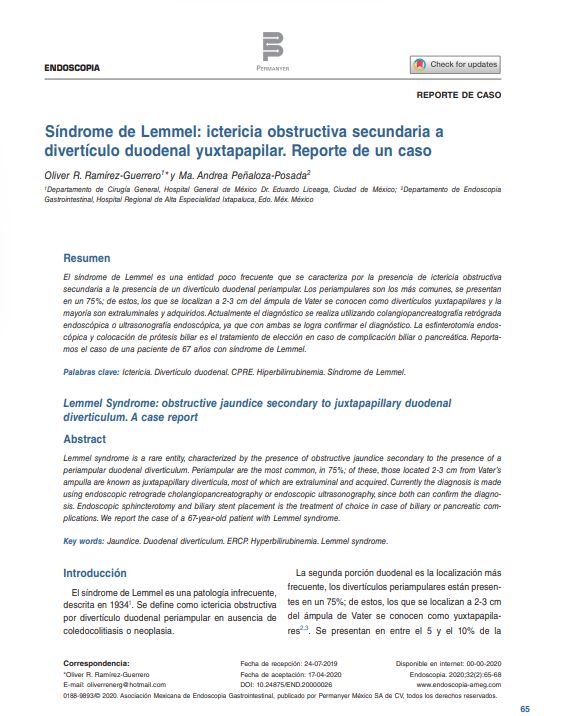 ENDOSCOPIA
PERMANYER
Check for updates
REPORTE DE CASO
Síndrome de Lemmel: ictericia obstructiva secundaria a
divertículo duodenal yuxtapapilar. Reporte de un caso
Oliver R. Ramírez-Guerrero1* y Ma. Andrea Peñaloza-Posada2
1Departamento de Cirugía General, Hospital General de México Dr. Eduardo Liceaga, Ciudad de México; 2Departamento de Endoscopia
Gastrointestinal, Hospital Regional de Alta Especialidad Ixtapaluca, Edo. Méx. México
Resumen
El síndrome de Lemmel es una entidad poco frecuente que se caracteriza por la presencia de ictericia obstructiva
secundaria a la presencia de un divertículo duodenal periampular. Los periampulares son los más comunes, se presentan
en un 75%; de estos, los que se localizan a 2-3 cm del ámpula de Vater se conocen como divertículos yuxtapapilares y la
mayoría son extraluminales y adquiridos. Actualmente el diagnóstico se realiza utilizando colangiopancreatografía retrógrada
endoscópica o ultrasonografía endoscópica, ya que con ambas se logra confirmar el diagnóstico. La esfinterotomía endos-
cópica y colocación de prótesis biliar es el tratamiento de elección en caso de complicación biliar o pancreática. Reporta-
mos el caso de una paciente de 67 años con síndrome de Lemmel.
Palabras clave: Ictericia. Divertículo duodenal. CPRE. Hiperbilirrubinemia. Síndrome de Lemmel.
Lemmel Syndrome: obstructive jaundice secondary to juxtapapillary duodenal
diverticulum. A case report
Abstract
Lemmel syndrome is a rare entity, characterized by the presence of obstructive jaundice secondary to the presence of a
periampular duodenal diverticulum. Periampular are the most common, in 75%; of these, those located 2-3 cm from Vater's
ampulla are known as juxtapapillary diverticula, most of which are extraluminal and acquired. Currently the diagnosis is made
using endoscopic retrograde cholangiopancreatography or endoscopic ultrasonography, since both can confirm the diagno-
sis. Endoscopic sphincterotomy and biliary stent placement is the treatment of choice in case of biliary or pancreatic com-
plications. We report the case of a 67-year-old patient with Lemmel syndrome.
Key words: Jaundice. Duodenal diverticulum. ERCP. Hyperbilirubinemia. Lemmel syndrome.
Introducción
El síndrome de Lemmel es una patología infrecuente,
descrita en 19341. Se define como ictericia obstructiva
por divertículo duodenal periampular en ausencia de
coledocolitiasis o neoplasia.
La segunda porción duodenal es la localización más
frecuente, los divertículos periampulares están presen-
tes en un 75%; de estos, los que se localizan a 2-3 cm
del ámpula de Vater se conocen como yuxtapapila-
res2,3. Se presentan en entre el 5 y el 10% de la
Correspondencia:
*Oliver R. Ramírez-Guerrero
E-mail: oliverrenerg@hotmail.com
Fecha de recepción: 24-07-2019
Fecha de aceptación: 17-04-2020
DOI: 10.24875/END.20000026
Disponible en internet: 00-00-2020
Endoscopia. 2020;32(2):65-68
www.endoscopia-ameg.com
0188-9893/© 2020. Asociación Mexicana de Endoscopia Gastrointestinal, publicado por Permanyer México SA de CV, todos los derechos reservados.
65